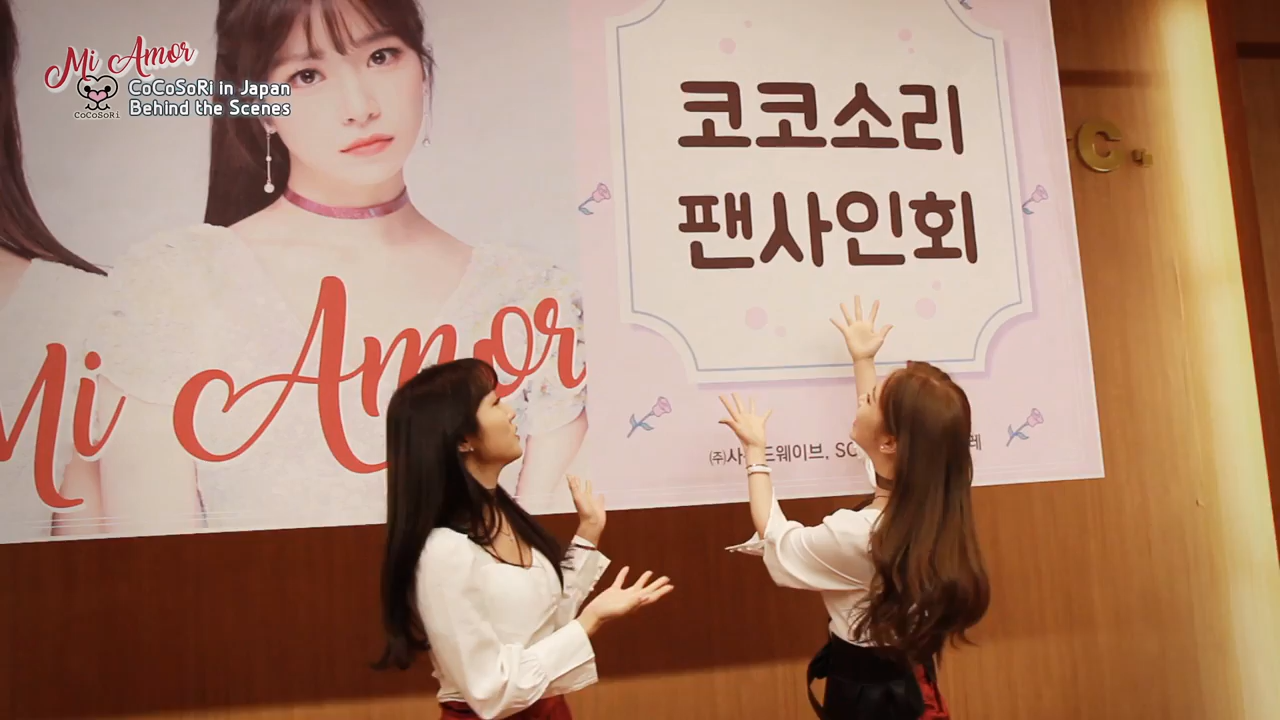 Mi Amor
CoCoSoRi in Japan
Behind the Scenes
CoCoSoRi
코코소리
팬사인회
Mi Amor